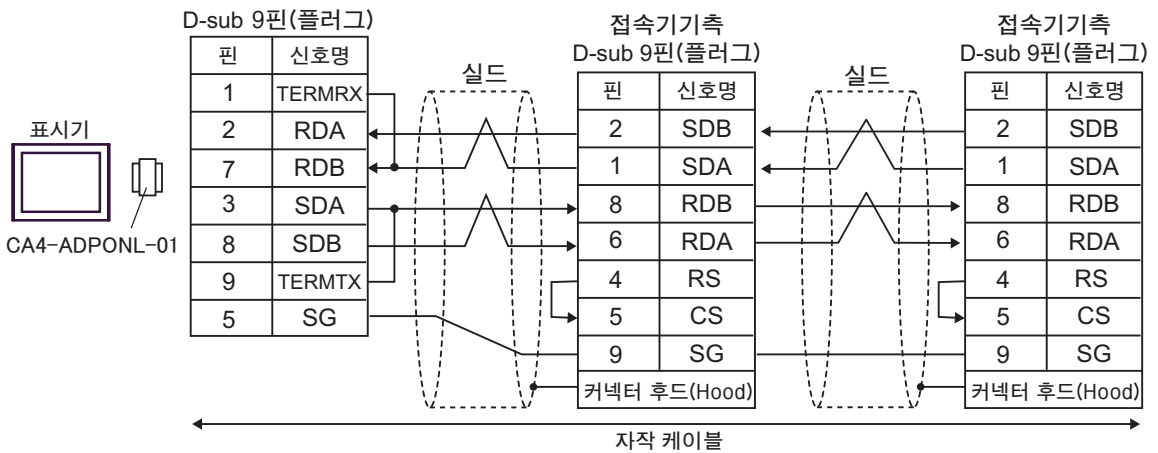 D-sub 9핀(플러그)
핀 신호명
1 TERMRX
2 RDA
7 RDB
3 SDA
8 SDB
9 TERMTX
5 SG
표시기
CA4-ADPONL-01
실드
접속기기측
D-sub 9핀(플러그)
핀 신호명
2 SDB
1 SDA
8 RDB
6 RDA
4 RS
5 CS
9 SG
커넥터 후드(Hood)
실드
접속기기측
D-sub 9핀(플러그)
핀 신호명
2 SDB
1 SDA
8 RDB
6 RDA
4 RS
5 CS
9 SG
커넥터 후드(Hood)
자작 케이블